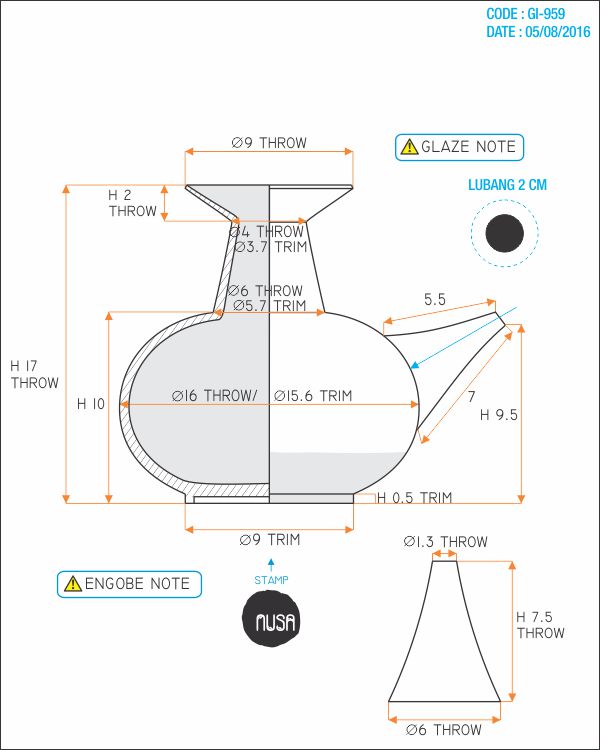 CODE : GI-959
DATE : 05/08/2016
Ø9 THROW
GLAZE NOTE
LUBANG 2 CM
H 2
THROW
Ø4 THROW
Ø3.7 TRIM
Ø6 THROW
Ø5.7 TRIM
5.5
H 17
THROW
H 10
Ø16 THROW/ Ø15.6 TRIM
7
H 9.5
H 0.5 TRIM
Ø9 TRIM
Ø1.3 THROW
ENGOBE NOTE
STAMP
NUSA
H 7.5
THROW
Ø6 THROW